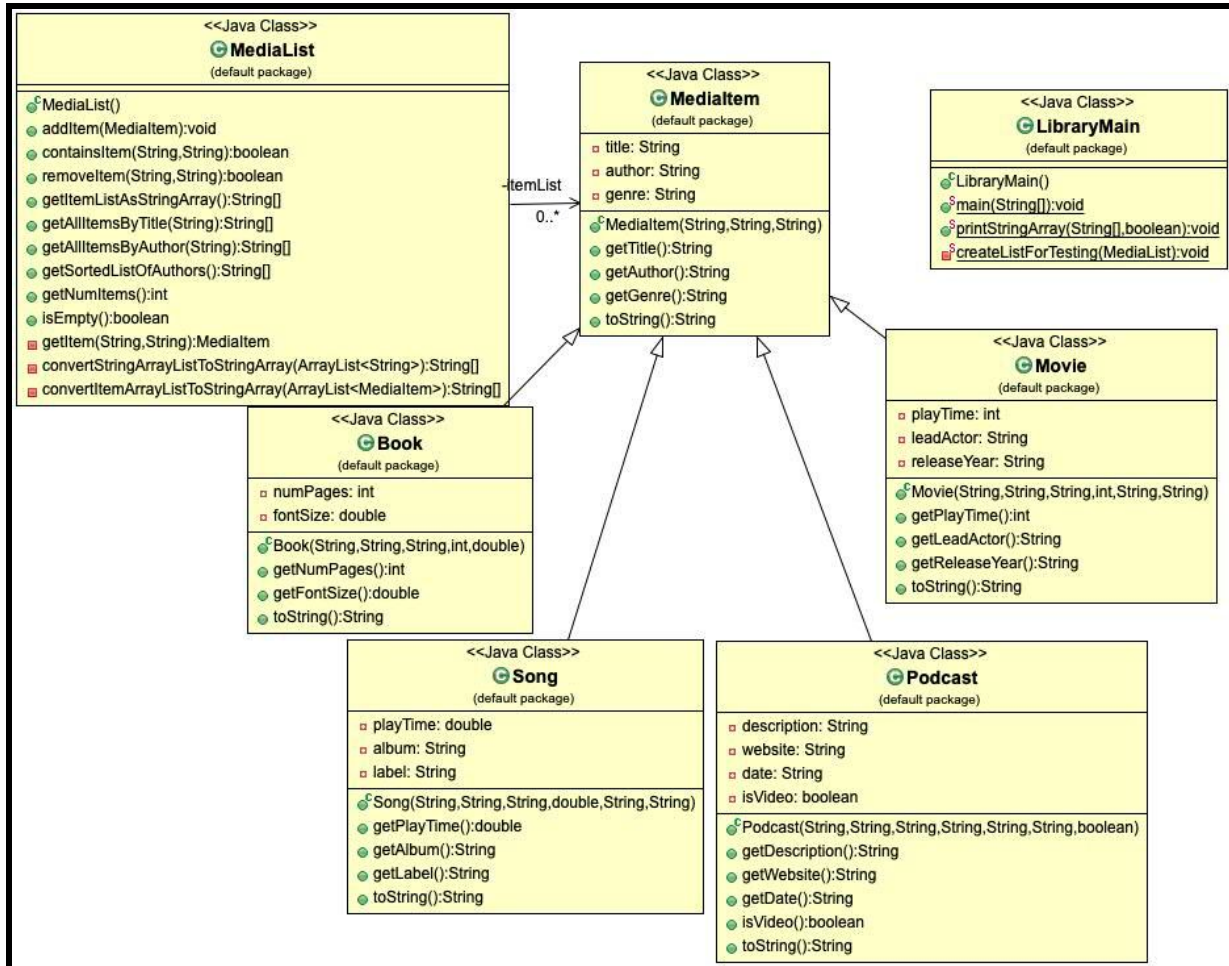 <<Java Class>>
MediaList
(default package)
MediaList()
addItem(MediaItem):void
containsItem(String,String):boolean
removeItem(String,String):boolean
getItemListAsStringArray():String[]
getAllItemsByTitle(String):String[]
getAllItemsByAuthor(String):String[]
getSortedListOfAuthors():String[]
getNumItems():int
isEmpty():boolean
getItem(String,String):MediaItem
convertStringArrayListToStringArray(ArrayList<String>):String[]
convertItemArrayListToStringArray(ArrayList<MediaItem>):String[]
-itemList
0..*
<<Java Class>>
MediaItem
(default package)
title: String
author: String
genre: String
MediaItem(String,String,String)
getTitle():String
getAuthor():String
getGenre():String
toString():String
<<Java Class>>
LibraryMain
(default package)
LibraryMain()
main(String[]):void
printStringArray(String[],boolean):void
createListForTesting(MediaList):void
<<Java Class>>
Book
(default package)
numPages: int
fontSize: double
Book(String,String,String,int,double)
getNumPages():int
getFontSize():double
toString():String
<<Java Class>>
Movie
(default package)
playTime: int
leadActor: String
releaseYear: String
Movie(String,String,String,int,String,String)
getPlayTime():int
getLeadActor():String
getReleaseYear():String
toString():String
<<Java Class>>
Song
(default package)
playTime: double
album: String
label: String
Song(String,String,String,double,String,String)
getPlayTime():double
getAlbum():String
getLabel():String
toString():String
<<Java Class>>
Podcast
(default package)
description: String
website: String
date: String
isVideo: boolean
Podcast(String,String,String,String,String,String,boolean)
getDescription():String
getWebsite():String
getDate():String
isVideo():boolean
toString():String